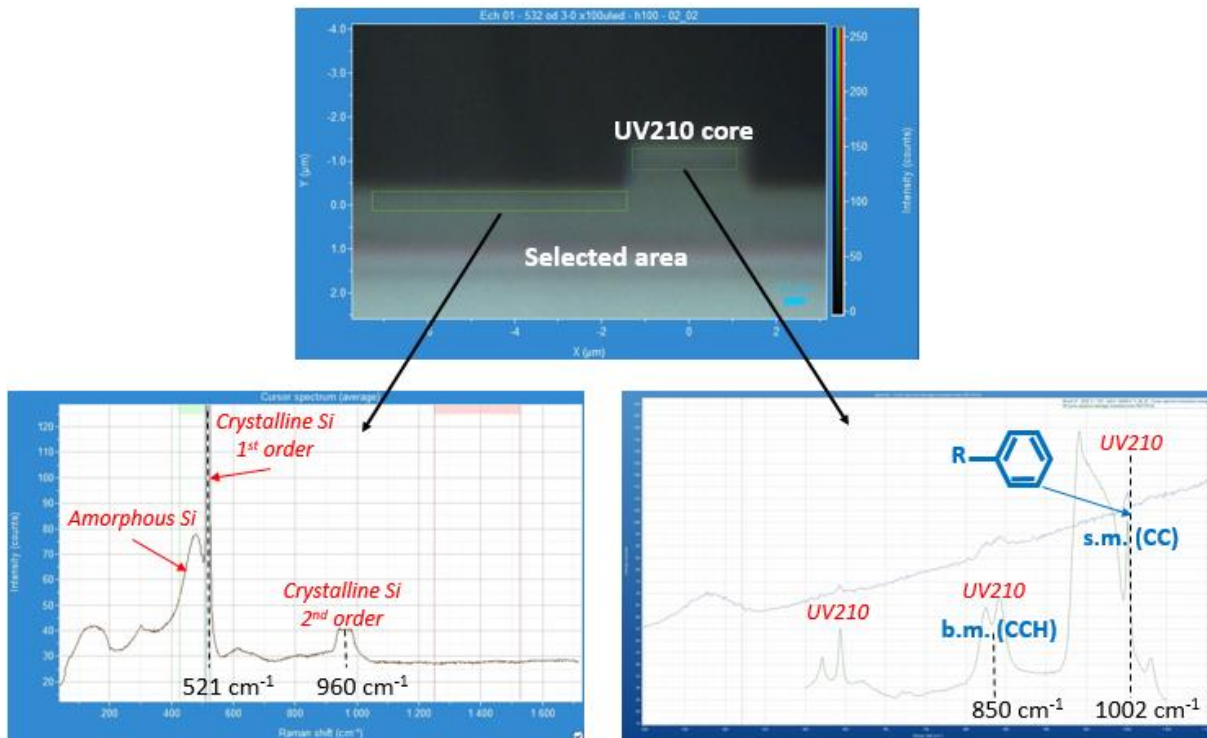 Ech 01 - 532 od 3-0 x100uled - h100 - 02_02
-4.0
-3.0
-2.0
-1.0
0.0
1.0
2.0
Y (µm)
UV210 core
Selected area
-4
-2
0
2
X (µm)
250
200
150
100
50
0
Intensity (counts)
Cursor spectrum (average)
120
110
100
90
80
70
60
50
40
30
20
Intensity (counts)
Crystalline Si
1st order
Amorphous Si
Crystalline Si
2nd order
521 cm-1
960 cm-1
200
400
600
800
1 000
1 200
1 400
1 600
Raman shift (cm-1)
UV210
R
s.m. (CC)
UV210
UV210
b.m. (CCH)
850 cm-1
1002 cm-1